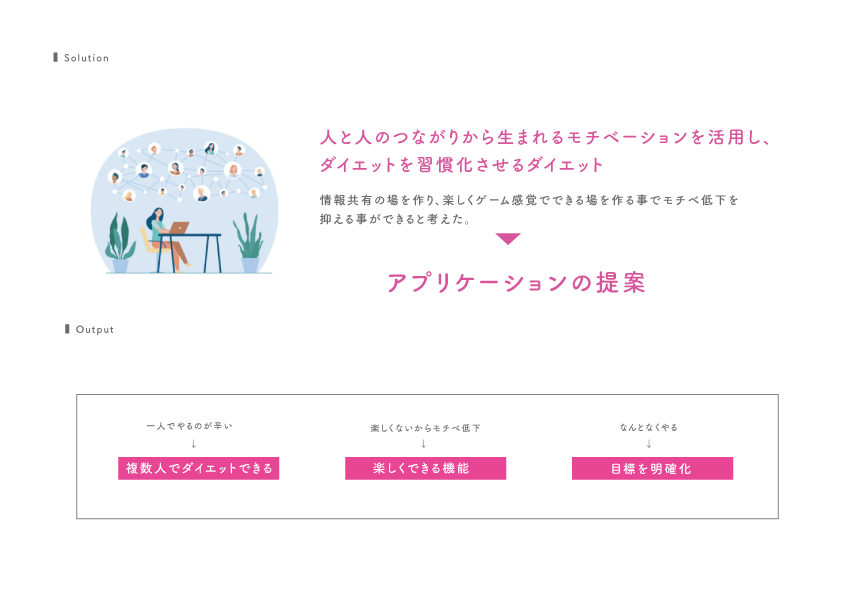 Solution
人と人のつながりから生まれるモチベーションを活用し、
ダイエットを習慣化させるダイエット
情報共有の場を作り、楽しくゲーム感覚でできる場を作る事でモチベ低下を
抑える事ができると考えた。
アプリケーションの提案
Output
一人でやるのが辛い
↓
複数人でダイエットできる
楽しくないからモチベ低下
↓
楽しくできる機能
なんとなくやる
↓
目標を明確化